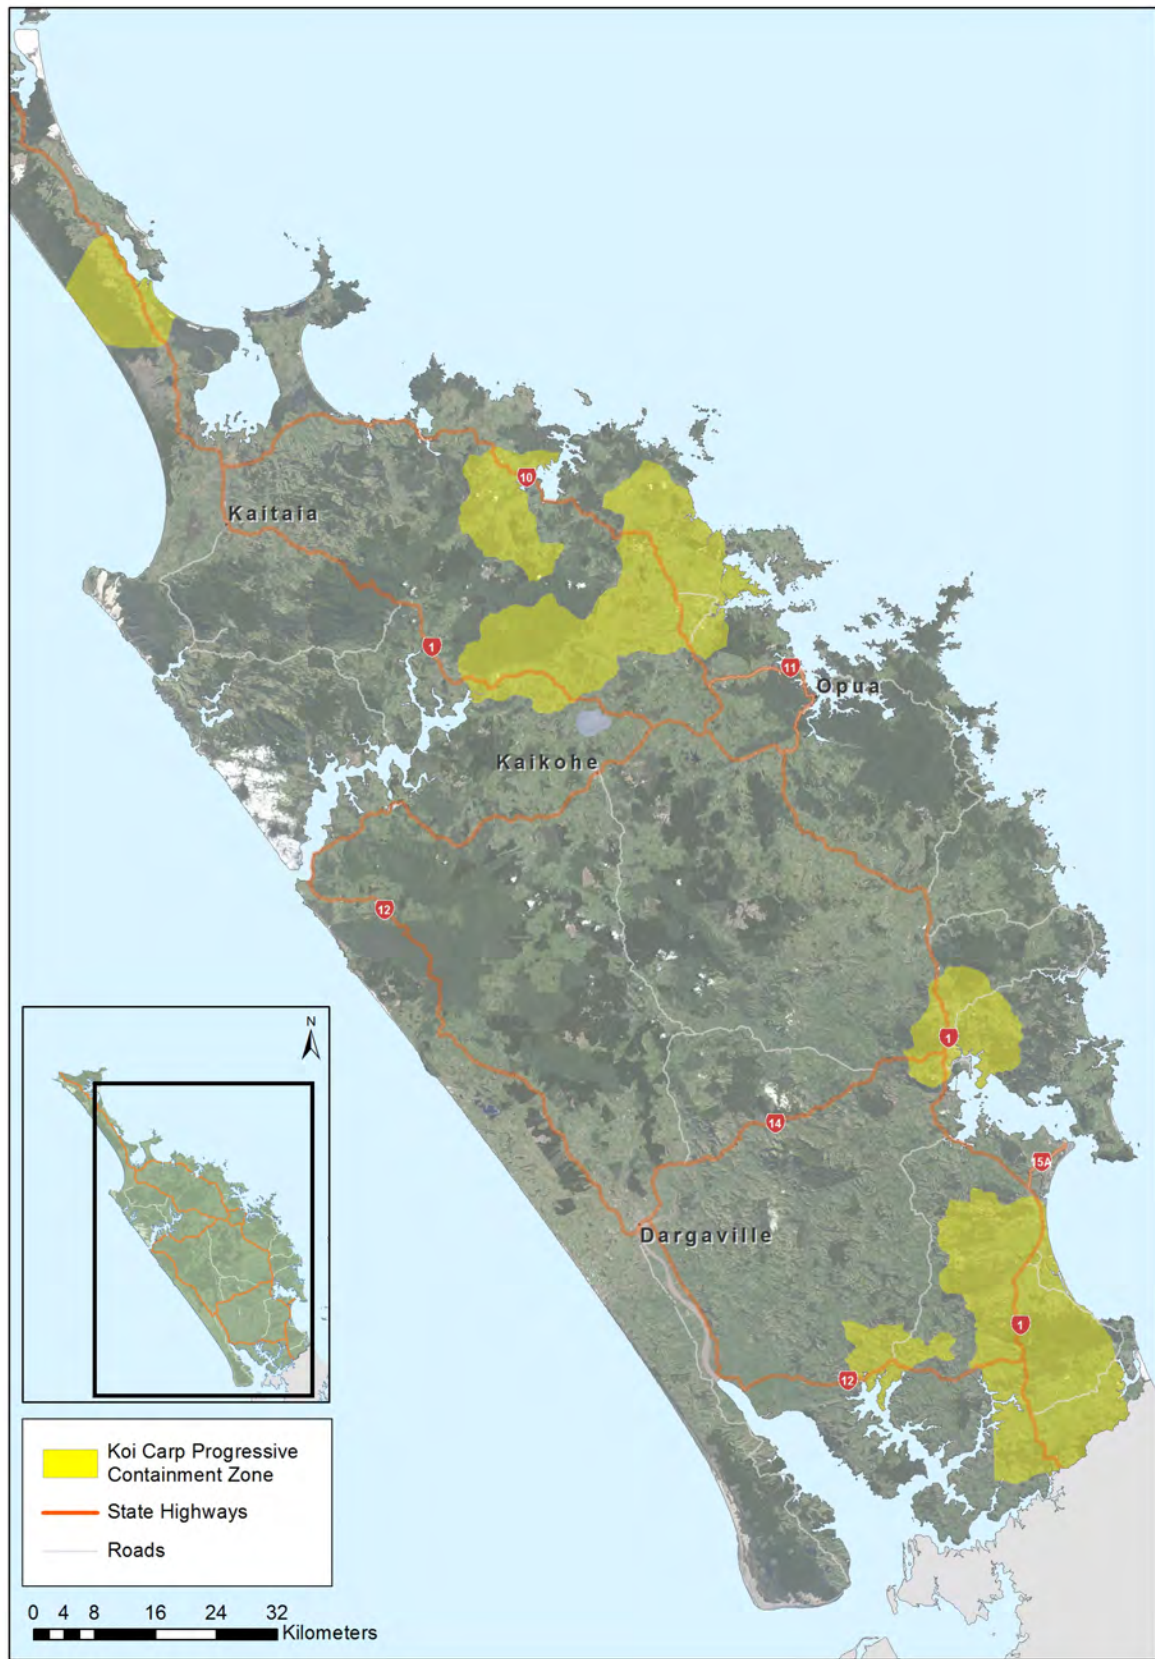 10
Kaitaia
1
11
Opua
Kaikohe
12
1
N
14
15A
Dargaville
1
12
Koi Carp Progressive
Containment Zone
State Highways
Roads
0 4 8 16 24 32
Kilometers